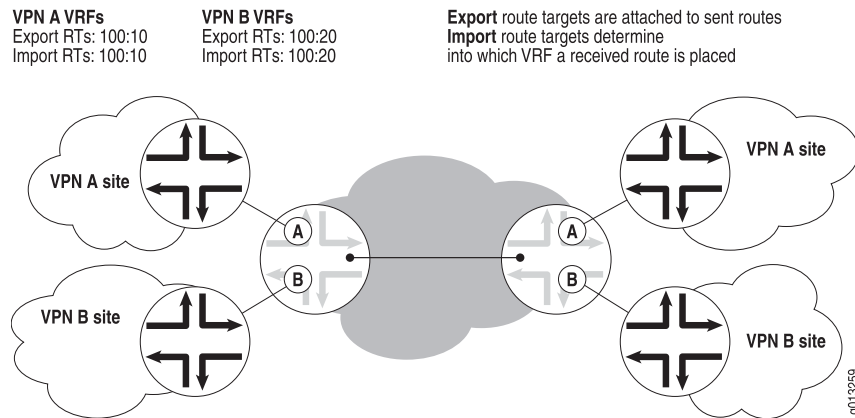 VPN A VRFs
Export RTs: 100:10
Import RTs: 100:10
VPN B VRFs
Export RTs: 100:20
Import RTs: 100:20
Export route targets are attached to sent routes
Import route targets determine
into which VRF a received route is placed
VPN A site
VPN A site
A
A
B
B
VPN B site
VPN B site
g013259